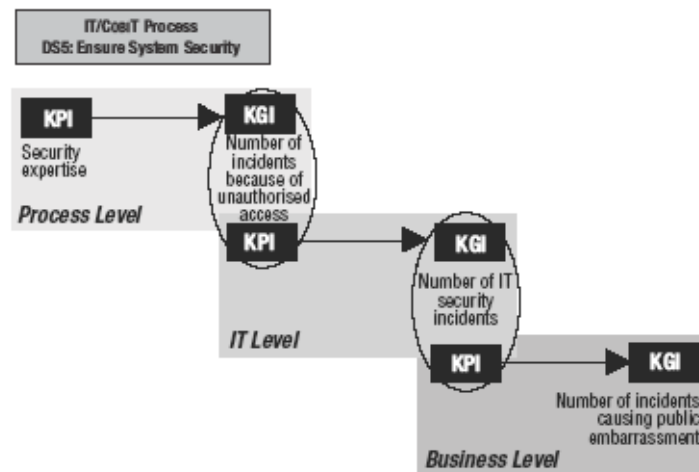 IT/COBIT Process
DS5: Ensure System Security
KPI
KGI
Security
expertise
Number of
incidents
because of
unauthorised
access
Process Level
KPI
KGI
Number of IT
security
incidents
IT Level
KPI
KGI
Number of incidents
causing public
embarrassment
Business Level